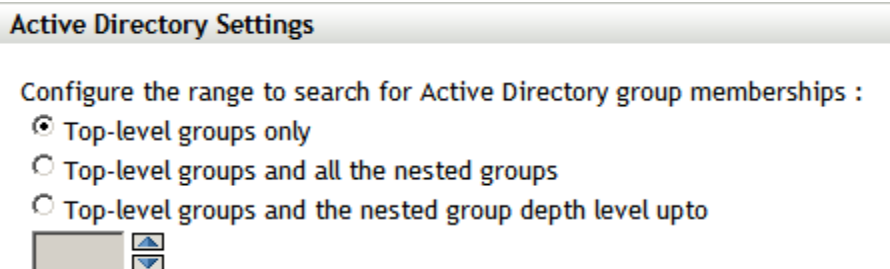 Active Directory Settings
Configure the range to search for Active Directory group memberships :
Top-level groups only
Top-level groups and all the nested groups
Top-level groups and the nested group depth level upto